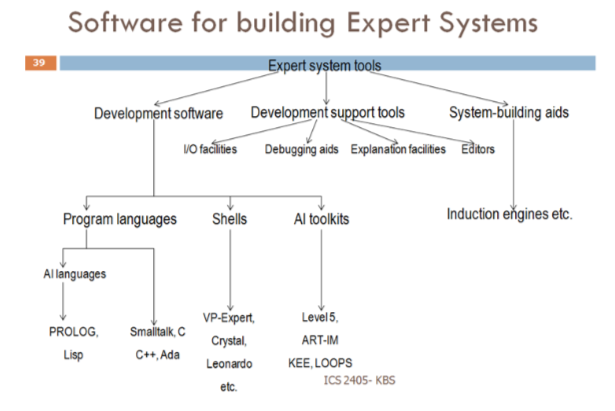 Software for building Expert Systems
39
Expert system tools
Development software
Development support tools
System-building aids
I/O facilities
Debugging aids
Explanation facilities
Editors
Program languages
Shells
AI toolkits
Induction engines etc.
AI languages
PROLOG,
Lisp
Smalltalk, C
C++, Ada
VP-Expert,
Crystal,
Leonardo
etc.
Level 5,
ART-IM
KEE, LOOPS
ICS 2405- KBS